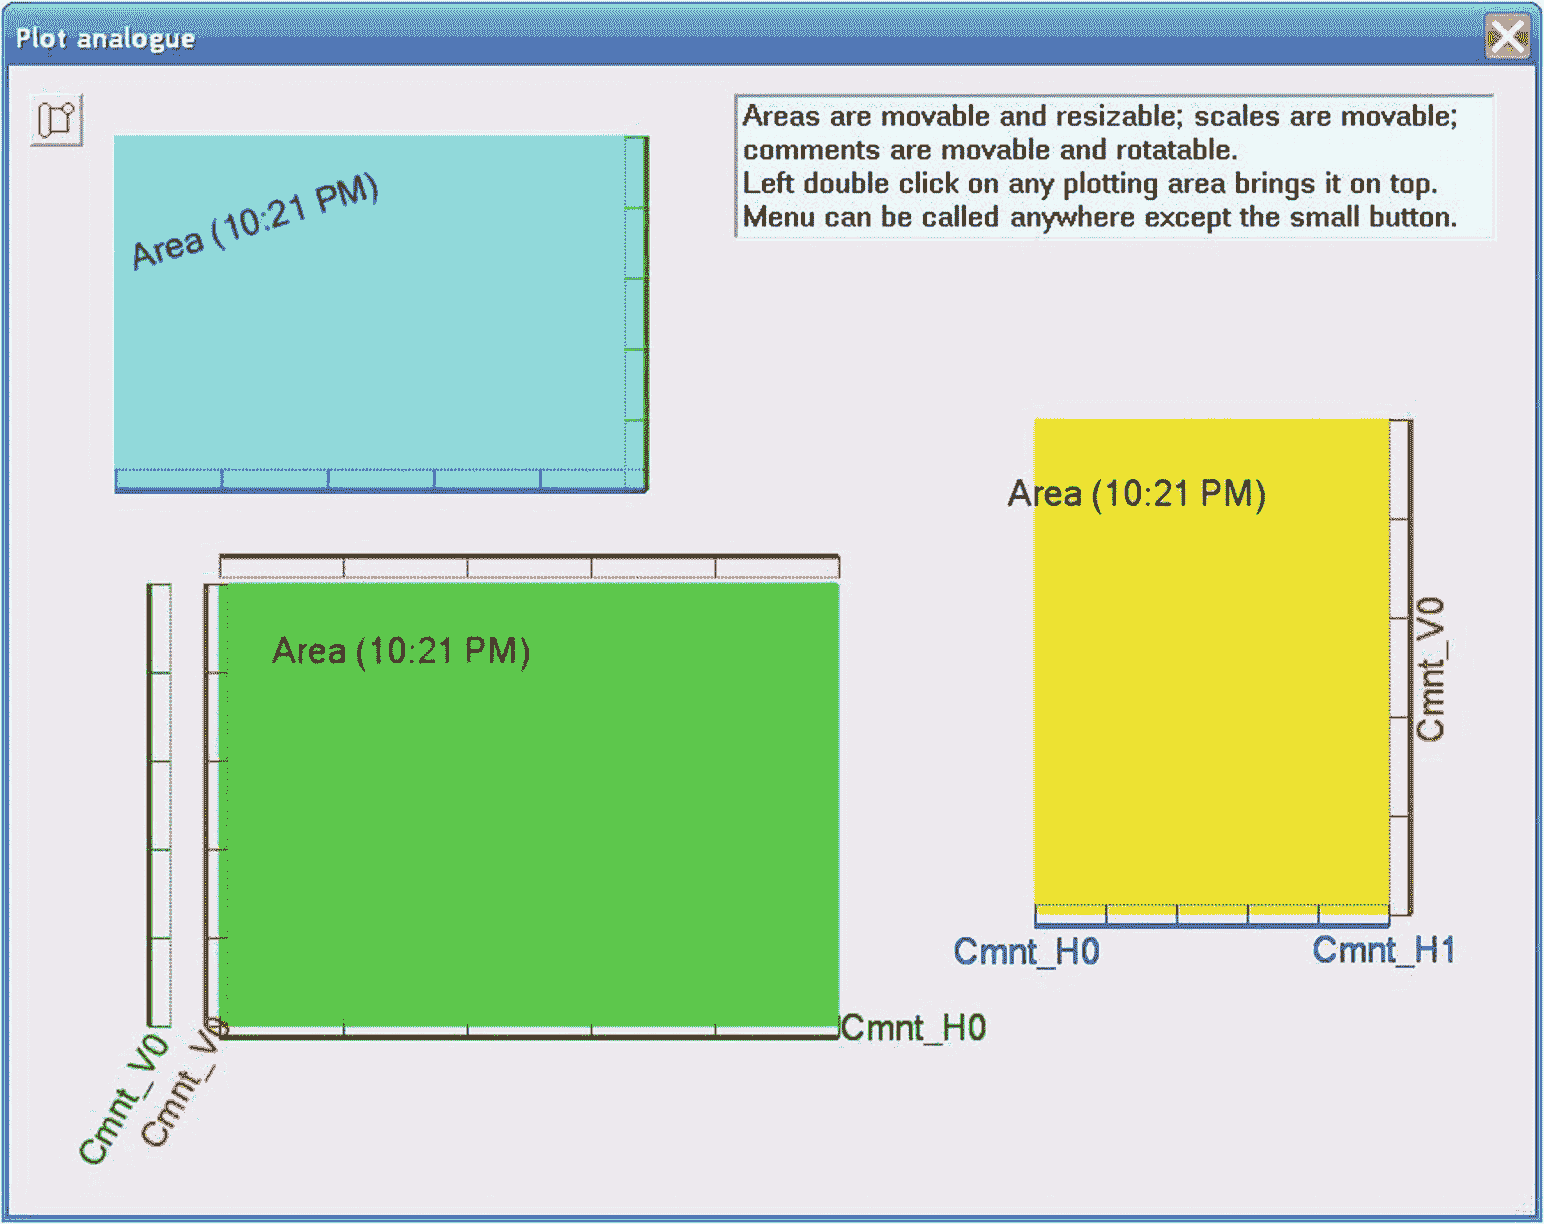 Plot analogue
Areas are movable and resizable; scales are movable;
comments are movable and rotatable.
Left double click on any plotting area brings it on top.
Menu can be called anywhere except the small button.
Area (10:21 PM)
Area (10:21 PM)
Area (10:21 PM)
Cmnt_V0
Cmnt_H0
Cmnt_H1
Cmnt_H0
Cmnt_V0
Cmnt_V0